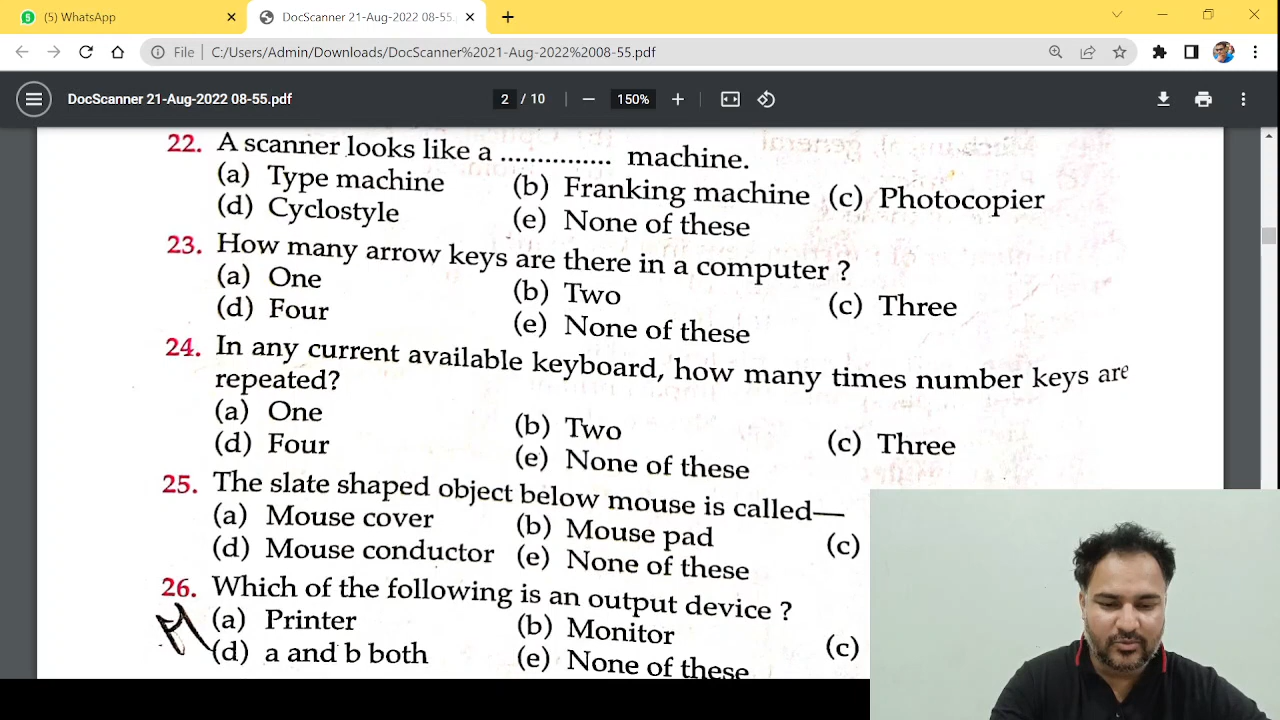 (5) WhatsApp
DocScanner 21-Aug-2022 08-55.
File C:/Users/Admin/Downloads/DocScanner%2021-Aug-2022%2008-55.pdf
DocScanner 21-Aug-2022 08-55.pdf
2 / 10
150%
22. A scanner looks like a ............... machine.
(a) Type machine (b) Franking machine (c) Photocopier
(d) Cyclostyle (e) None of these
23. How many arrow keys are there in a computer ?
(a) One (b) Two (c) Three
(d) Four (e) None of these
24. In any current available keyboard, how many times number keys are
repeated?
(a) One (b) Two (c) Three
(d) Four (e) None of these
25. The slate shaped object below mouse is called—
(a) Mouse cover (b) Mouse pad (c)
(d) Mouse conductor (e) None of these
26. Which of the following is an output device ?
(a) Printer (b) Monitor (c)
(d) a and b both (e) None of these